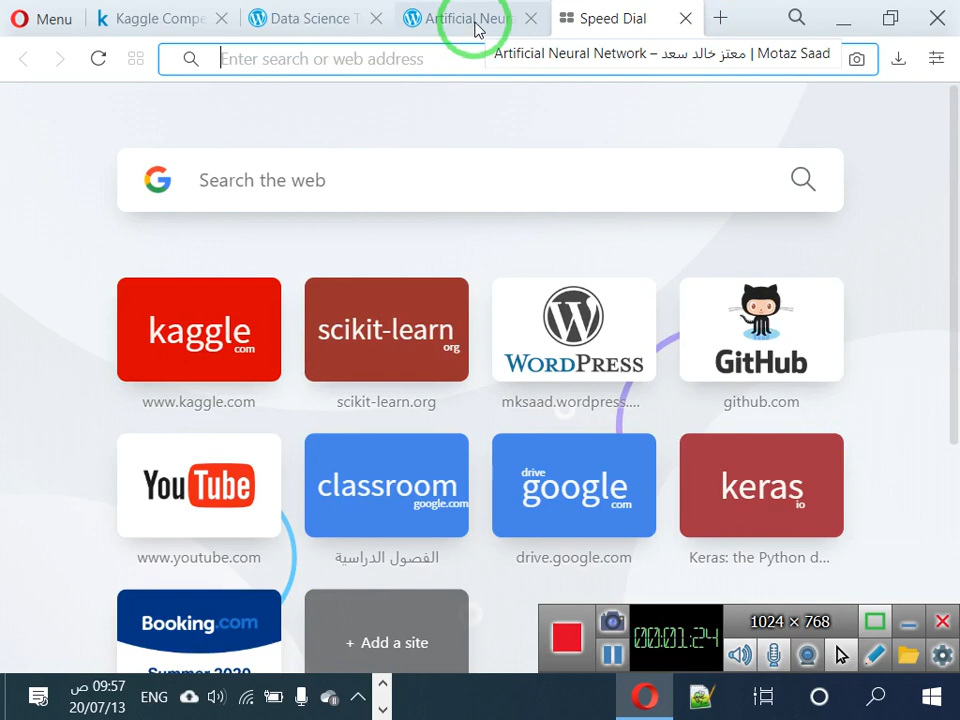 Menu
Kaggle Compe
Data Science T
Artificial Neur
Speed Dial
Enter search or web address
Artificial Neural Network – معتز خالد سعد | Motaz Saad
Search the web
kaggle
com
scikit-learn
org
WORDPRESS
GitHub
www.kaggle.com
scikit-learn.org
mksaad.wordpress....
github.com
YouTube
classroom
google.com
drive
google
com
keras
io
www.youtube.com
الفصول الدراسية
drive.google.com
Keras: the Python d...
Booking.com
Summer 2020
+ Add a site
00:01:24
1024 × 768
09:57 ص
20/07/13
ENG